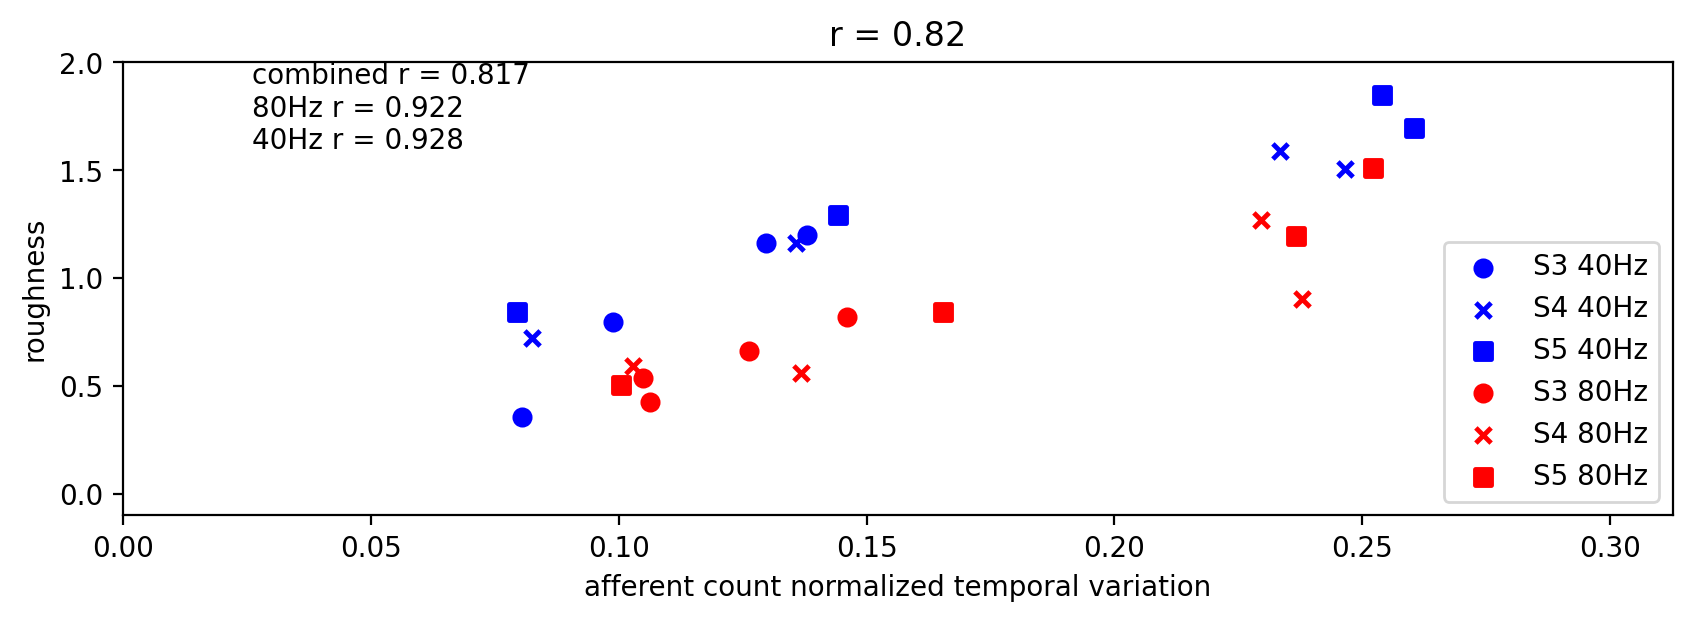 r = 0.82
combined r = 0.817
80Hz r = 0.922
40Hz r = 0.928
2.0
1.5
1.0
0.5
0.0
roughness
S3 40Hz
S4 40Hz
S5 40Hz
S3 80Hz
S4 80Hz
S5 80Hz
0.00 0.05 0.10 0.15 0.20 0.25 0.30
afferent count normalized temporal variation